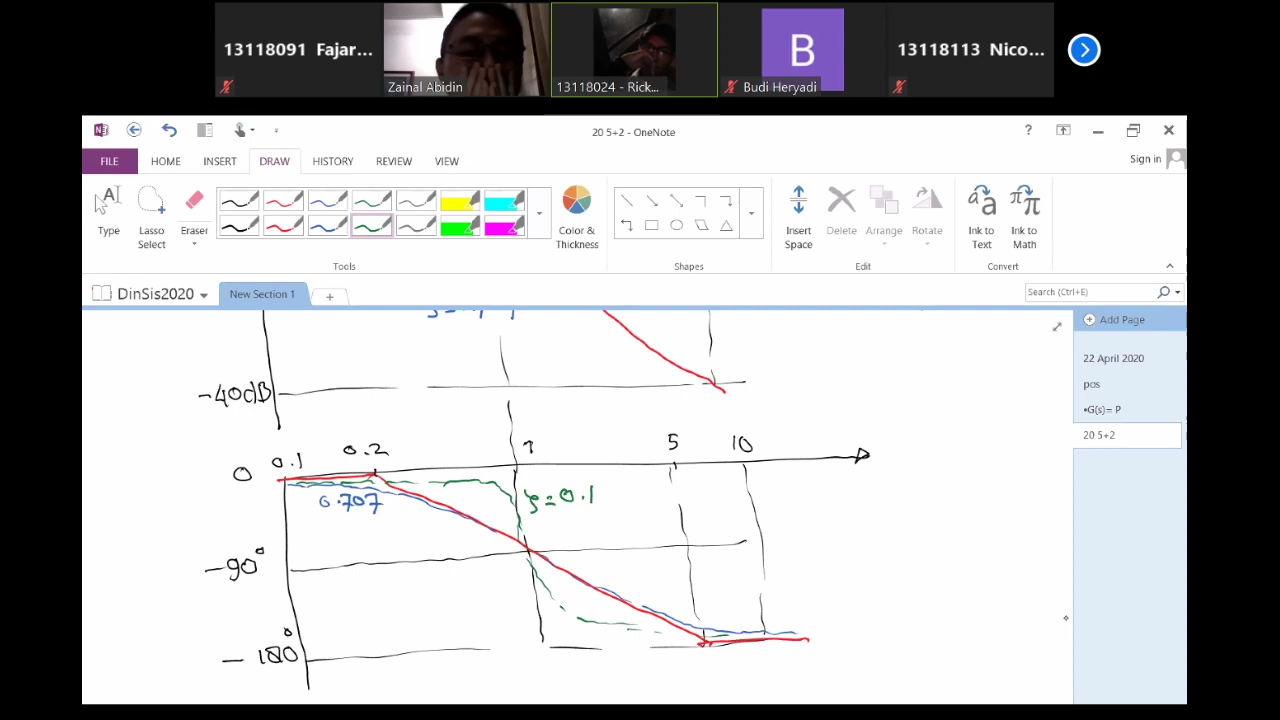 13118091 Fajar...
Zainal Abidin
13118024 - Rick...
B
Budi Heryadi
13118113 Nico...
20 5+2 - OneNote
?
FILE
HOME
INSERT
DRAW
HISTORY
REVIEW
VIEW
Sign in
Type
Lasso Select
Eraser
Color & Thickness
Insert Space
Delete
Arrange
Rotate
Ink to Text
Ink to Math
Tools
Shapes
Edit
Convert
DinSis2020
New Section 1
Search (Ctrl+E)
Add Page
22 April 2020
pos
•G(s)= P
20 5+2
-40dB
0
0.1
0.2
1
5
10
0.707
ζ=0.1
-90°
-180°